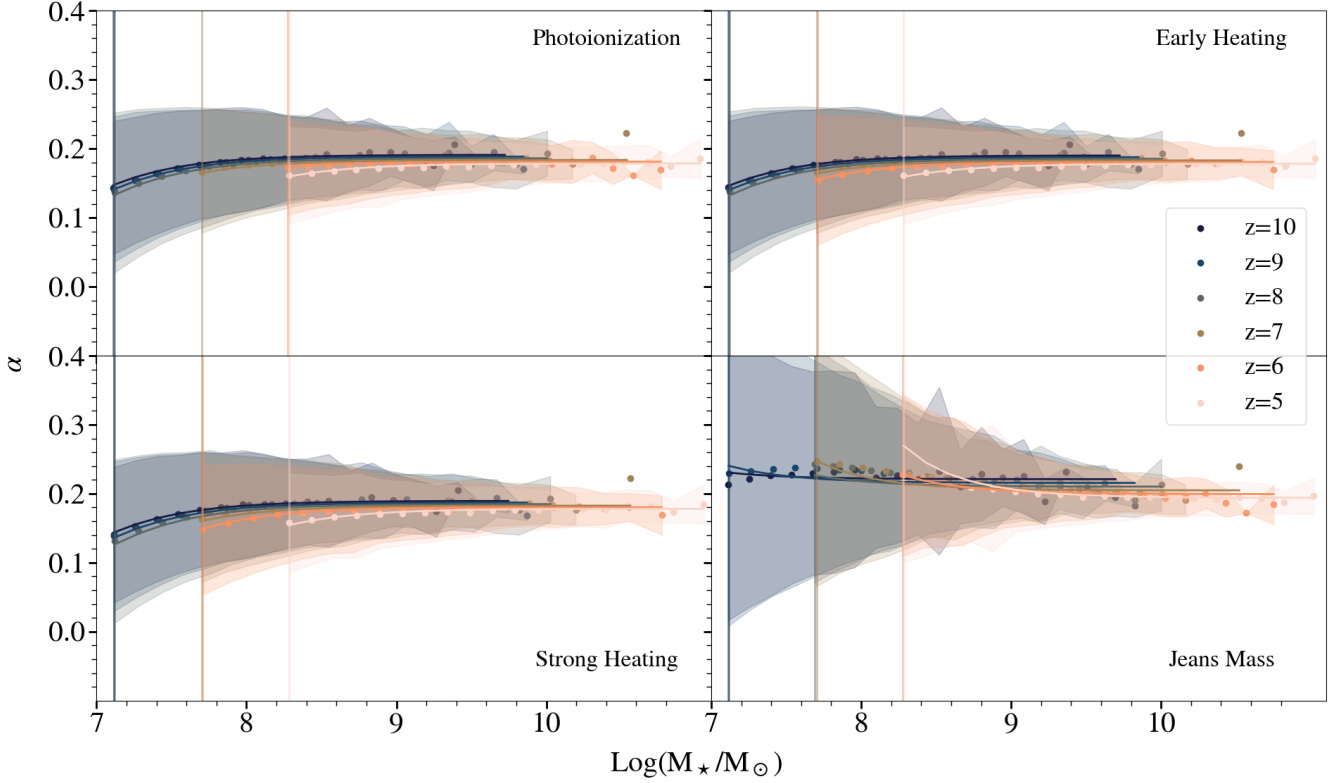 0.4
Photoionization
Early Heating
0.3
0.2
0.1
0.0
z=10
z=9
z=8
z=7
z=6
z=5
α
0.4
0.3
0.2
0.1
0.0
Strong Heating
Jeans Mass
7
8
9
10
7
8
9
10
Log(M⋆/M⊙)